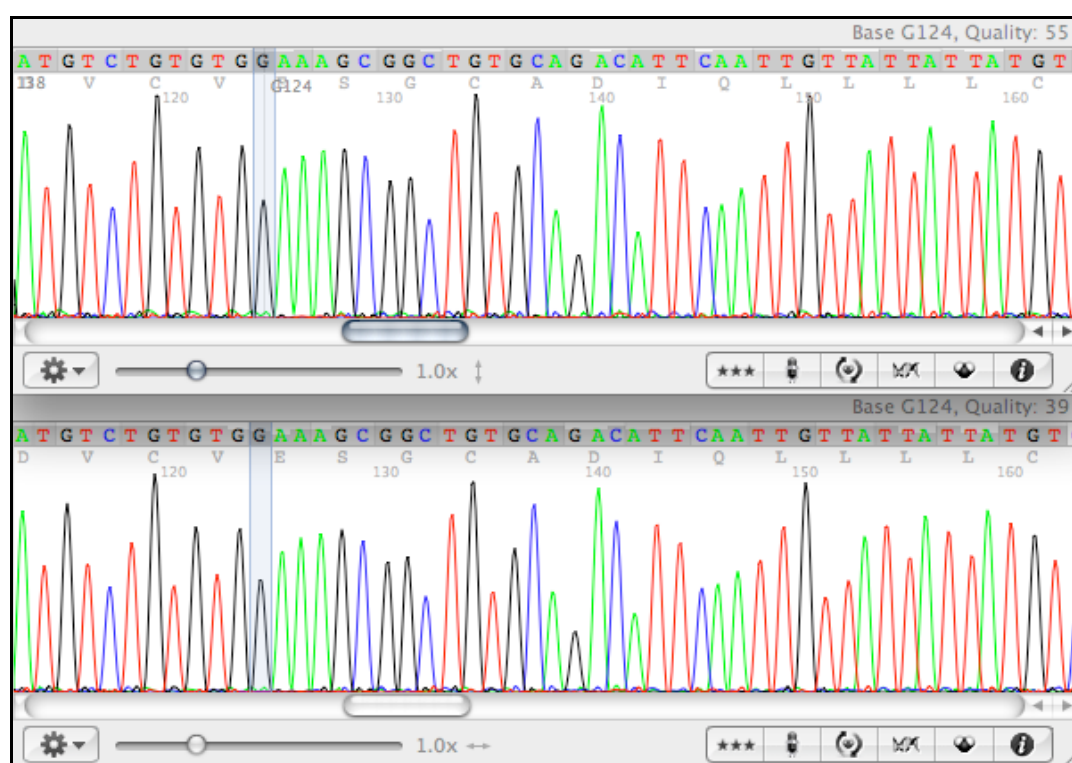 Base G124, Quality: 55
A T G T C T G T G T G G A A A G C G G C T G T G C A G A C A T T C A A T T G T T A T T A T T A T G T
138 V C V G124 S G C A D I Q L L L L C
120 130 140 150 160
1.0x
Base G124, Quality: 39
A T G T C T G T G T G G A A A G C G G C T G T G C A G A C A T T C A A T T G T T A T T A T T A T G T
D V C V E S G C A D I Q L L L L C
120 130 140 150 160
1.0x